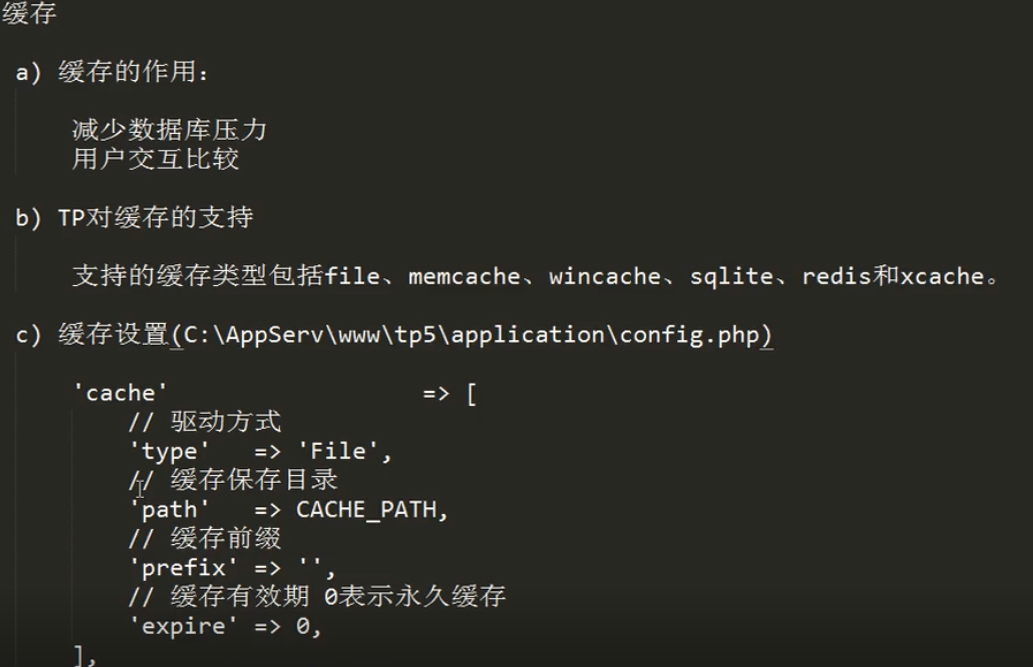 缓存
a) 缓存的作用：
减少数据库压力
用户交互比较
b) TP对缓存的支持
支持的缓存类型包括file、memcache、wincache、sqlite、redis和xcache。
c) 缓存设置(C:\AppServ\www\tp5\application\config.php)
'cache' => [
// 驱动方式
'type' => 'File',
// 缓存保存目录
'path' => CACHE_PATH,
// 缓存前缀
'prefix' => '',
// 缓存有效期 0表示永久缓存
'expire' => 0,
],